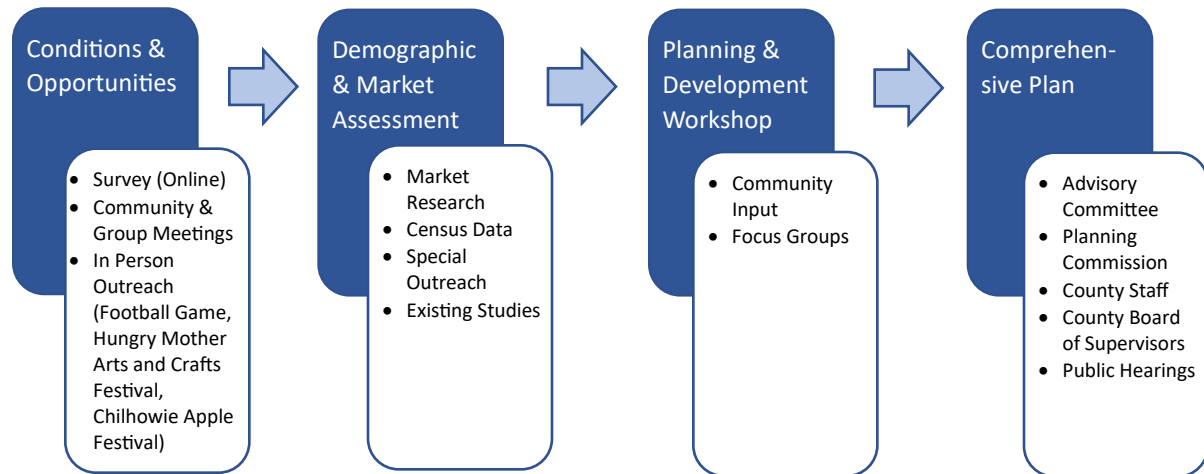 Conditions &
Opportunities
• Survey (Online)
• Community &
Group Meetings
• In Person
Outreach
(Football Game,
Hungry Mother
Arts and Crafts
Festival,
Chilhowie Apple
Festival)
Demographic
& Market
Assessment
• Market
Research
• Census Data
• Special
Outreach
• Existing Studies
Planning &
Development
Workshop
• Community
Input
• Focus Groups
Comprehen-
sive Plan
• Advisory
Committee
• Planning
Commission
• County Staff
• County Board
of Supervisors
• Public Hearings